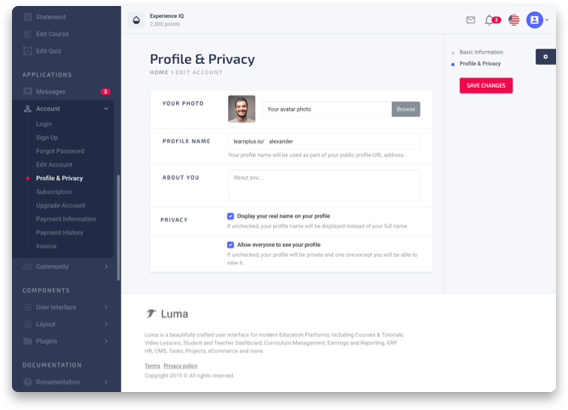 Statement
Edit Course
Edit Quiz
APPLICATIONS
Messages 3
Account
Login
Sign Up
Forgot Password
Edit Account
Profile & Privacy
Subscription
Upgrade Account
Payment Information
Payment History
Invoice
Community
COMPONENTS
User Interface
Layout
Plugins
DOCUMENTATION
Documentation
Experience IQ
2,300 points
2
Profile & Privacy
HOME > EDIT ACCOUNT
YOUR PHOTO
Your avatar photo
Browse
PROFILE NAME
learnplus.io/ alexander
Your profile name will be used as part of your public profile URL address.
ABOUT YOU
About you ...
PRIVACY
Display your real name on your profile
If unchecked, your profile name will be displayed instead of your full name.
Allow everyone to see your profile
If unchecked, your profile will be private and one one except you will be able to
view it.
Basic Information
Profile & Privacy
SAVE CHANGES
Luma
Luma is a beautifully crafted user interface for modern Education Platforms, including Courses & Tutorials,
Video Lessons, Student and Teacher Dashboard, Curriculum Management, Earnings and Reporting, ERP,
HR, CMS, Tasks, Projects, eCommerce and more.
Terms Privacy policy
Copyright 2019 © All rights reserved.